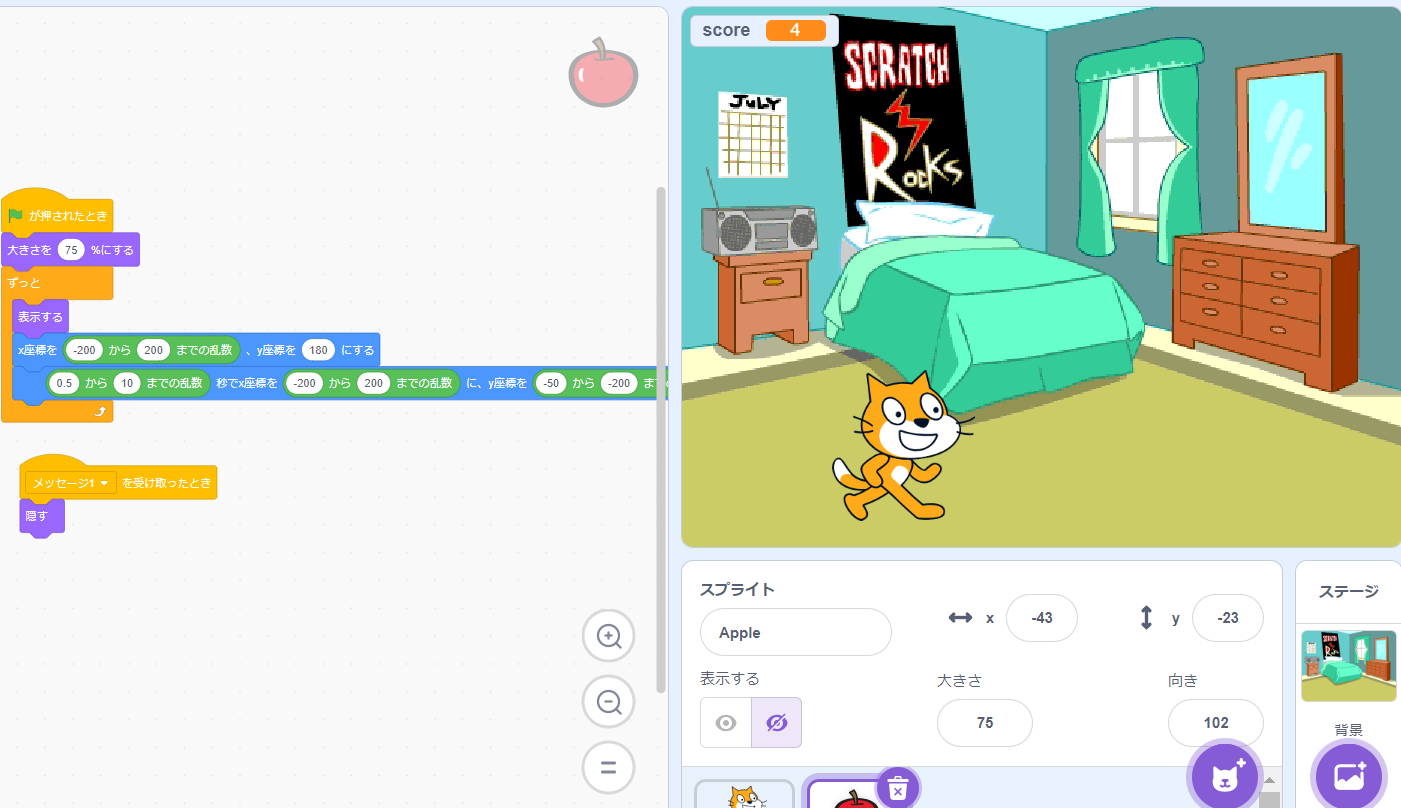 score 4
SCRATCH
Rocks
JULY
が押されたとき
大きさを 75 %にする
ずっと
表示する
x座標を -200 から 200 までの乱数 、y座標を 180 にする
0.5 から 10 までの乱数 秒でx座標を -200 から 200 までの乱数 に、y座標を -50 から -200
メッセージ1 を受け取ったとき
隠す
スプライト
Apple
x -43
y -23
表示する
大きさ
75
向き
102
ステージ
背景